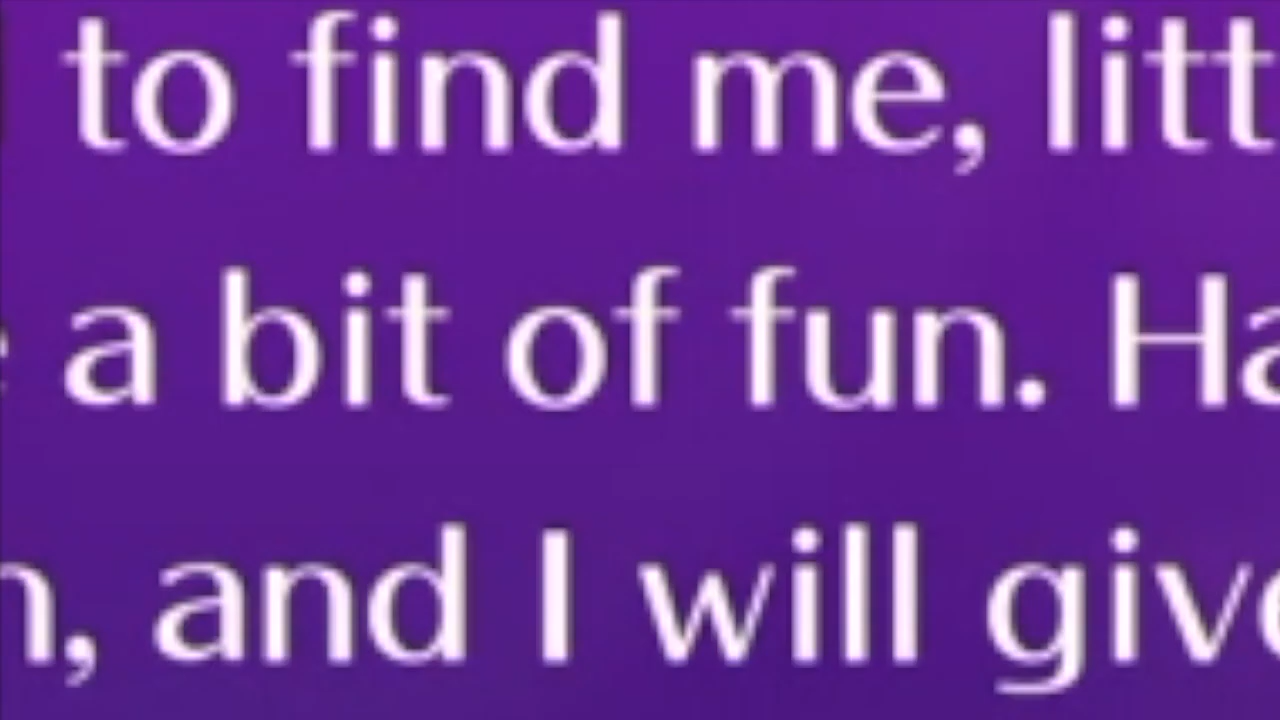 to find me, litt
a bit of fun. Ha
n, and I will give